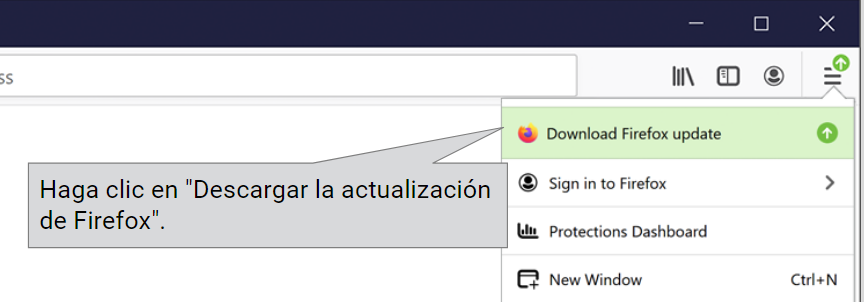 ss
Download Firefox update
Haga clic en "Descargar la actualización
de Firefox".
Sign in to Firefox
Protections Dashboard
New Window Ctrl+N